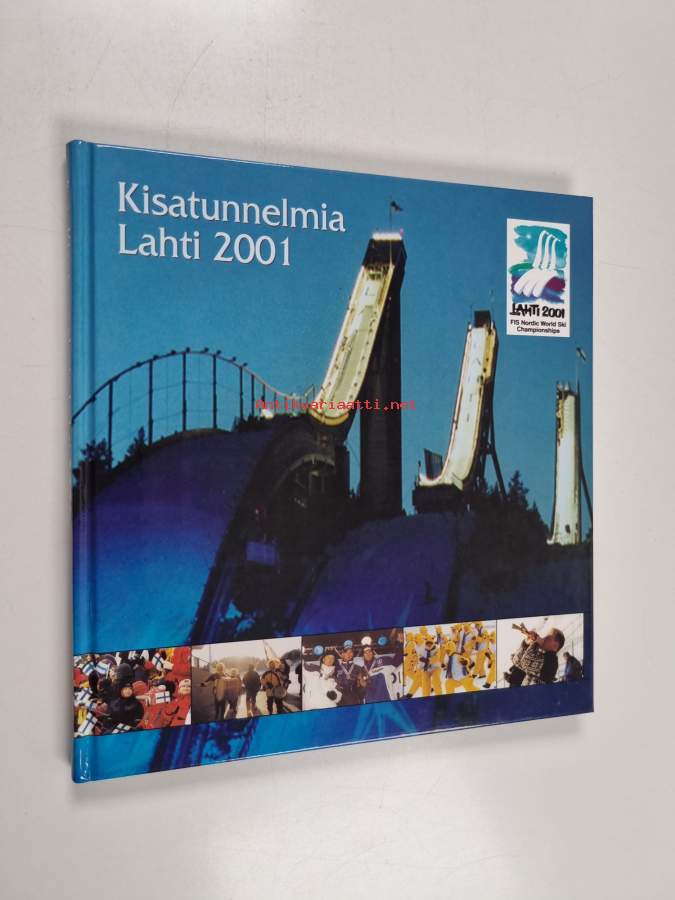 Kisatunnelmia
Lahti 2001
LAHTI 2001
FIS Nordic World Ski
Championships
Antikvariaatti.net